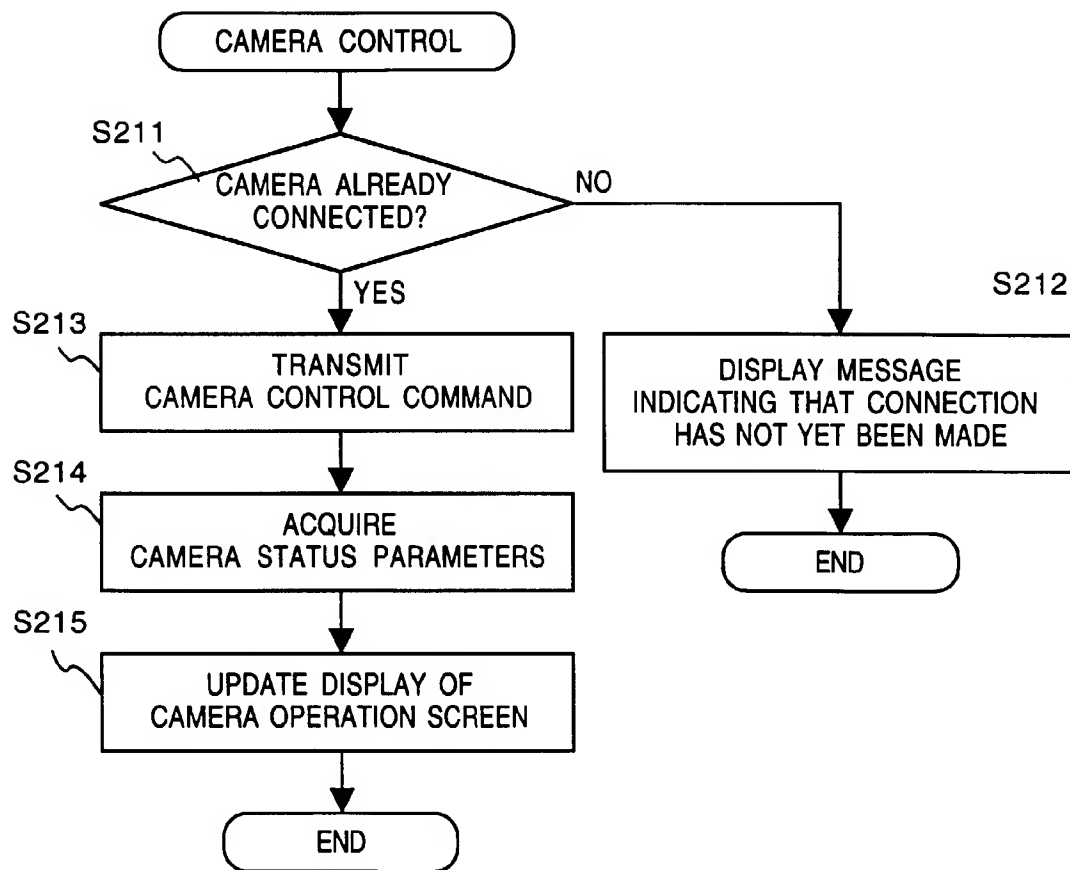 CAMERA CONTROL
S211
CAMERA ALREADY
CONNECTED?
NO
YES
S212
S213
TRANSMIT
CAMERA CONTROL COMMAND
DISPLAY MESSAGE
INDICATING THAT CONNECTION
HAS NOT YET BEEN MADE
S214
ACQUIRE
CAMERA STATUS PARAMETERS
END
S215
UPDATE DISPLAY OF
CAMERA OPERATION SCREEN
END